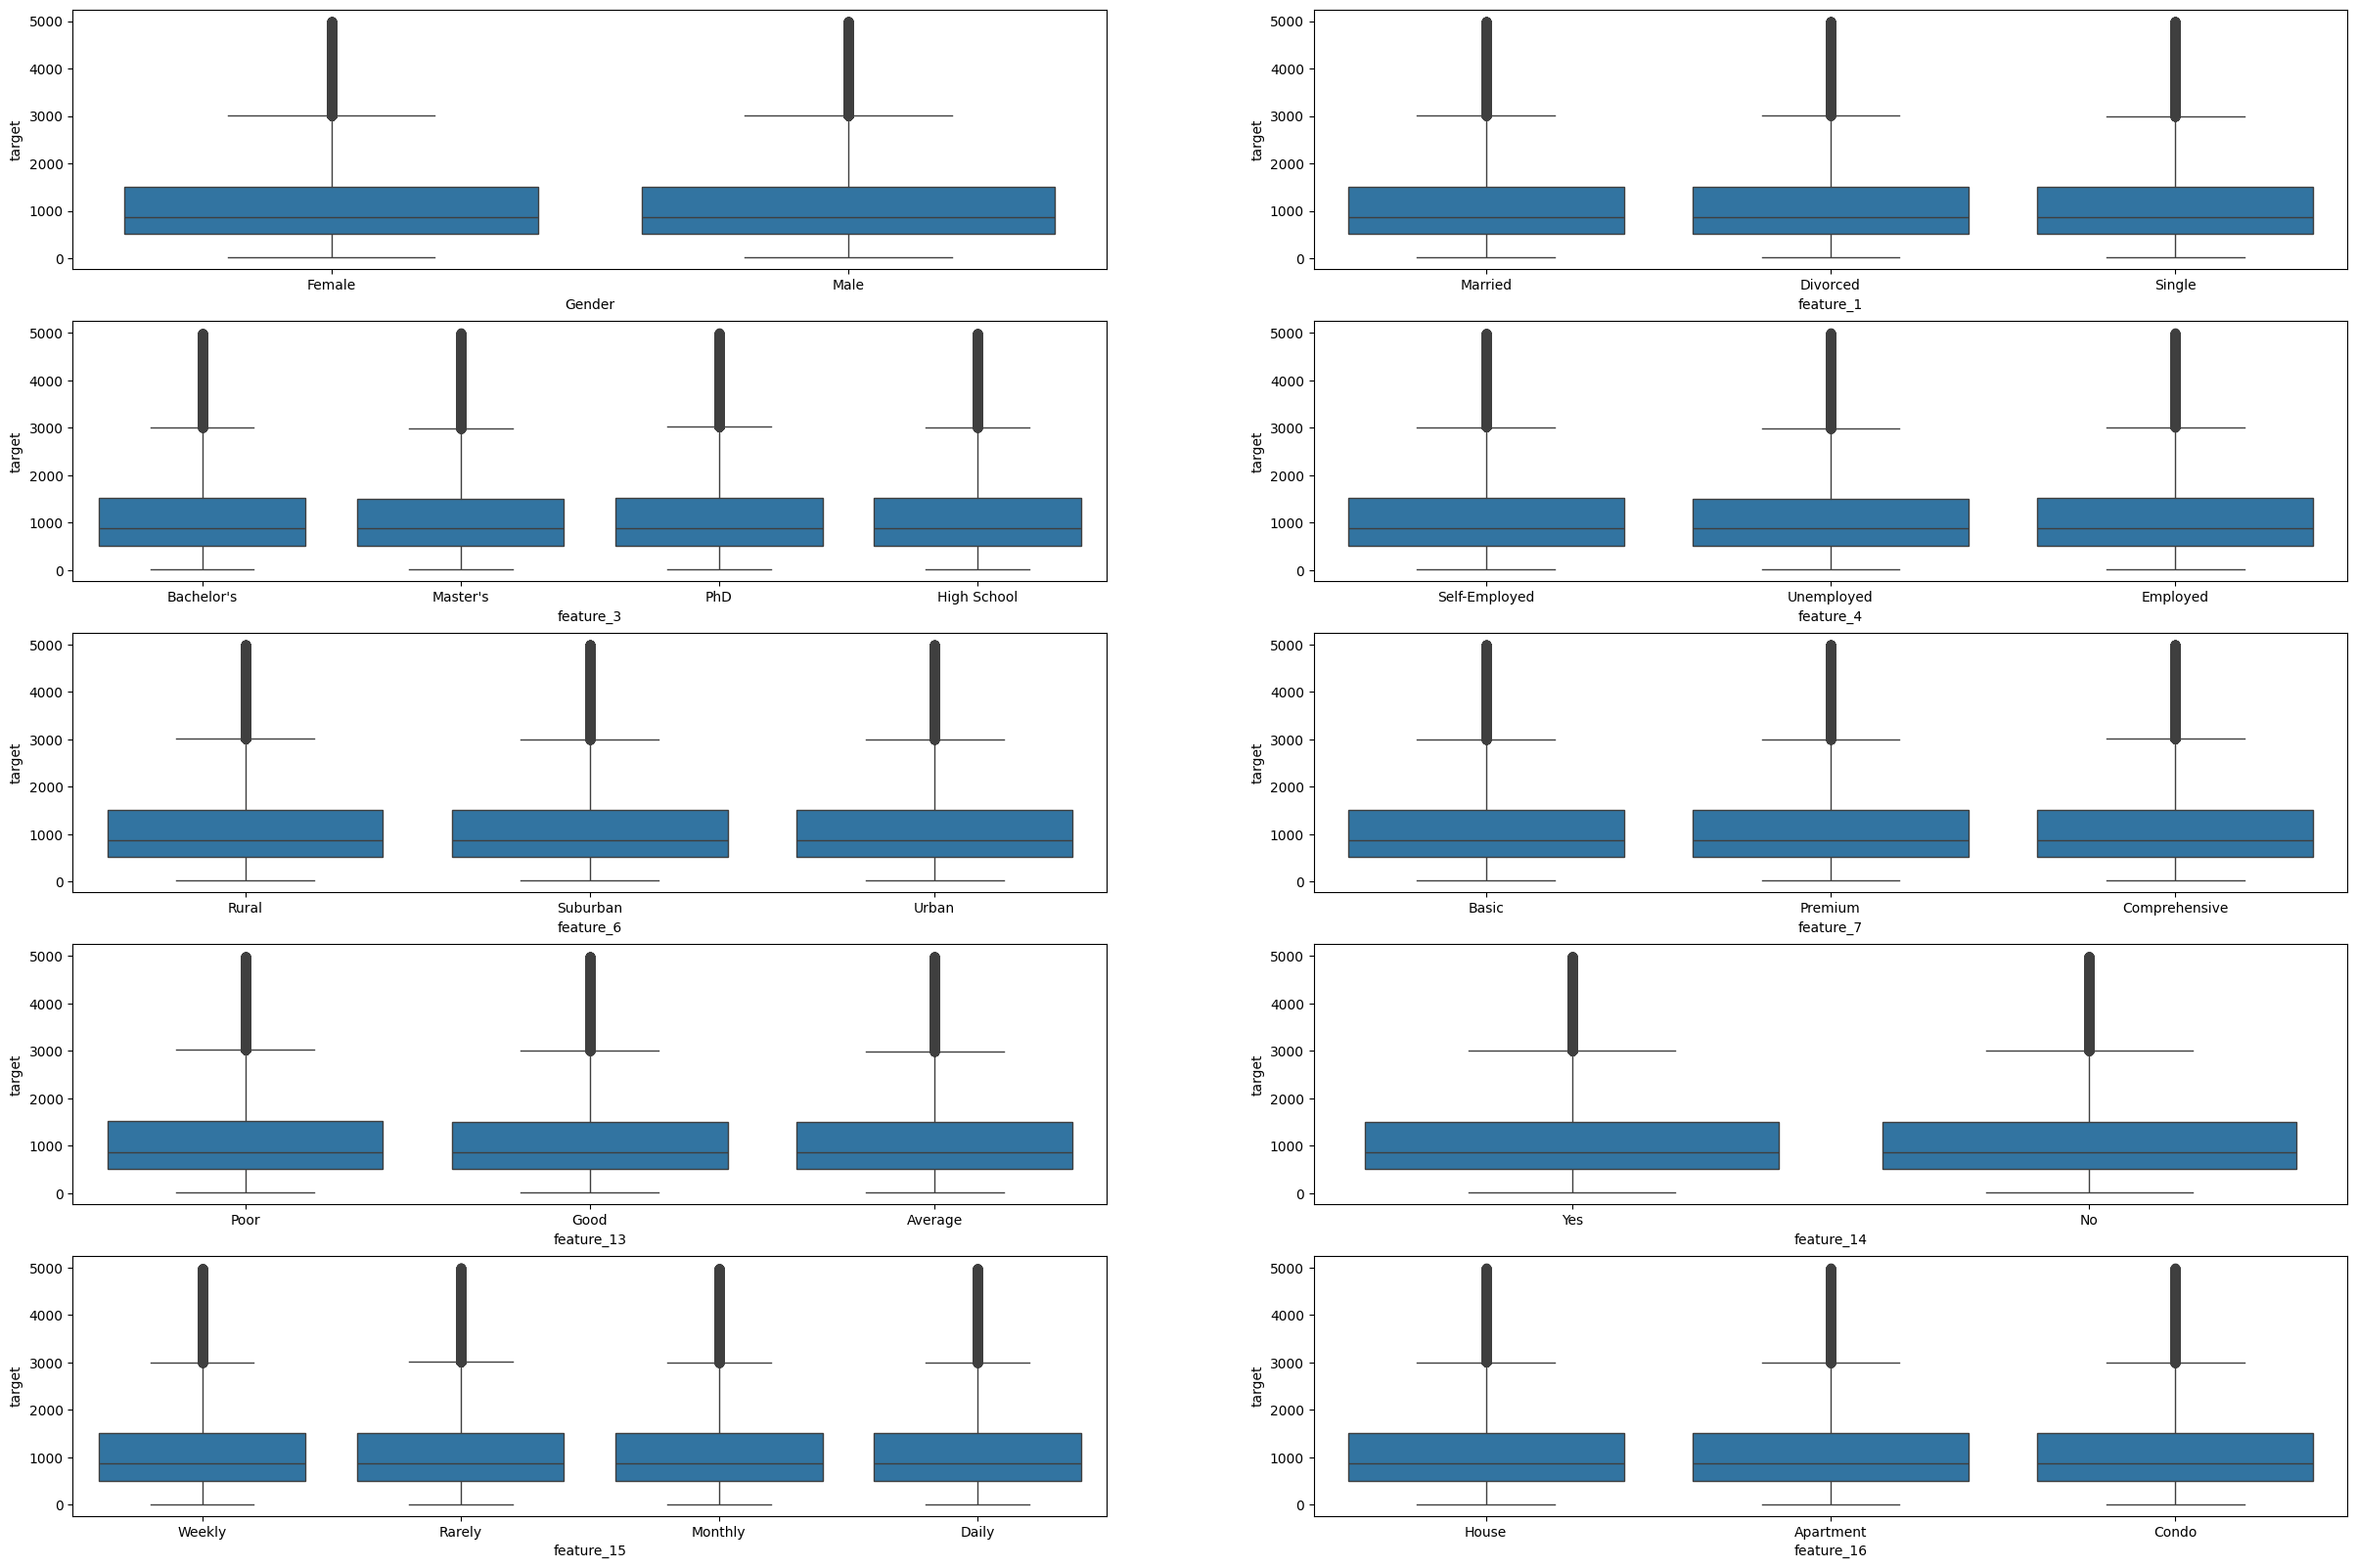 5000
4000
3000
2000
1000
0
target
Female Male
Gender
5000
4000
3000
2000
1000
0
target
Married Divorced Single
feature_1
5000
4000
3000
2000
1000
0
target
Bachelor's Master's PhD High School
feature_3
5000
4000
3000
2000
1000
0
target
Self-Employed Unemployed Employed
feature_4
5000
4000
3000
2000
1000
0
target
Rural Suburban Urban
feature_6
5000
4000
3000
2000
1000
0
target
Basic Premium Comprehensive
feature_7
5000
4000
3000
2000
1000
0
target
Poor Good Average
feature_13
5000
4000
3000
2000
1000
0
target
Yes No
feature_14
5000
4000
3000
2000
1000
0
target
Weekly Rarely Monthly Daily
feature_15
5000
4000
3000
2000
1000
0
target
House Apartment Condo
feature_16